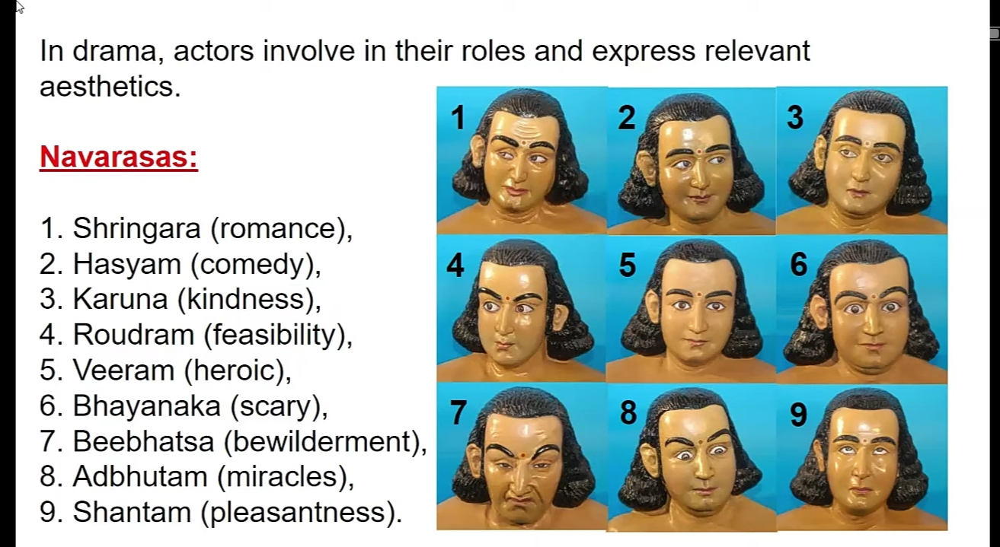 In drama, actors involve in their roles and express relevant
aesthetics.
Navarasas:
1. Shringara (romance),
2. Hasyam (comedy),
3. Karuna (kindness),
4. Roudram (feasibility),
5. Veeram (heroic),
6. Bhayanaka (scary),
7. Beebhatsa (bewilderment),
8. Adbhutam (miracles),
9. Shantam (pleasantness).
1 2 3
4 5 6
7 8 9